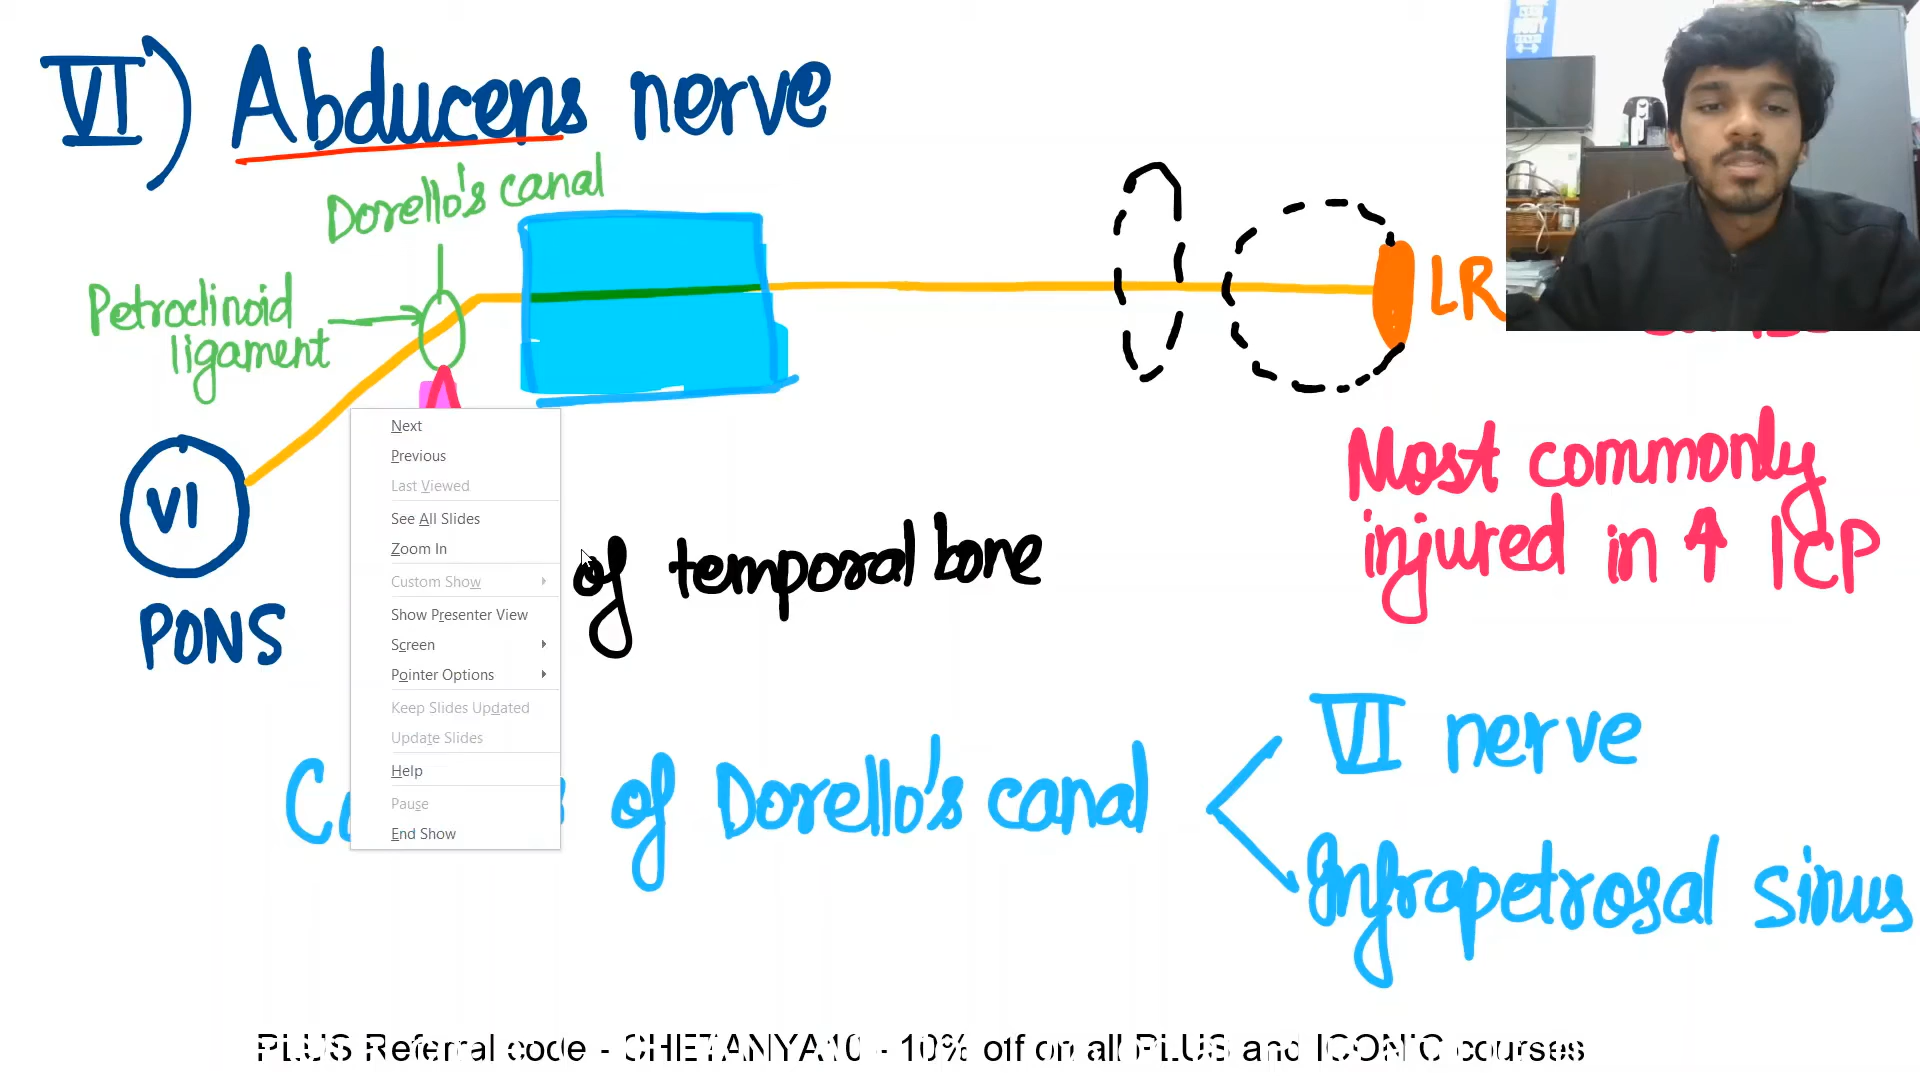 VI) Abducens nerve
Dorello's canal
Petroclinoid
ligament
LR
VI
PONS
Next
Previous
Last Viewed
See All Slides
Zoom In
Custom Show
Show Presenter View
Screen
Pointer Options
Keep Slides Updated
Update Slides
Help
Pause
End Show
of temporal bone
Most commonly
injured in ↑ ICP
of Dorello's canal
VI nerve
Infrapetrosal sinus
PLUS Referral code - CHETANYA10 - 10% off on all PLUS and ICONIC courses